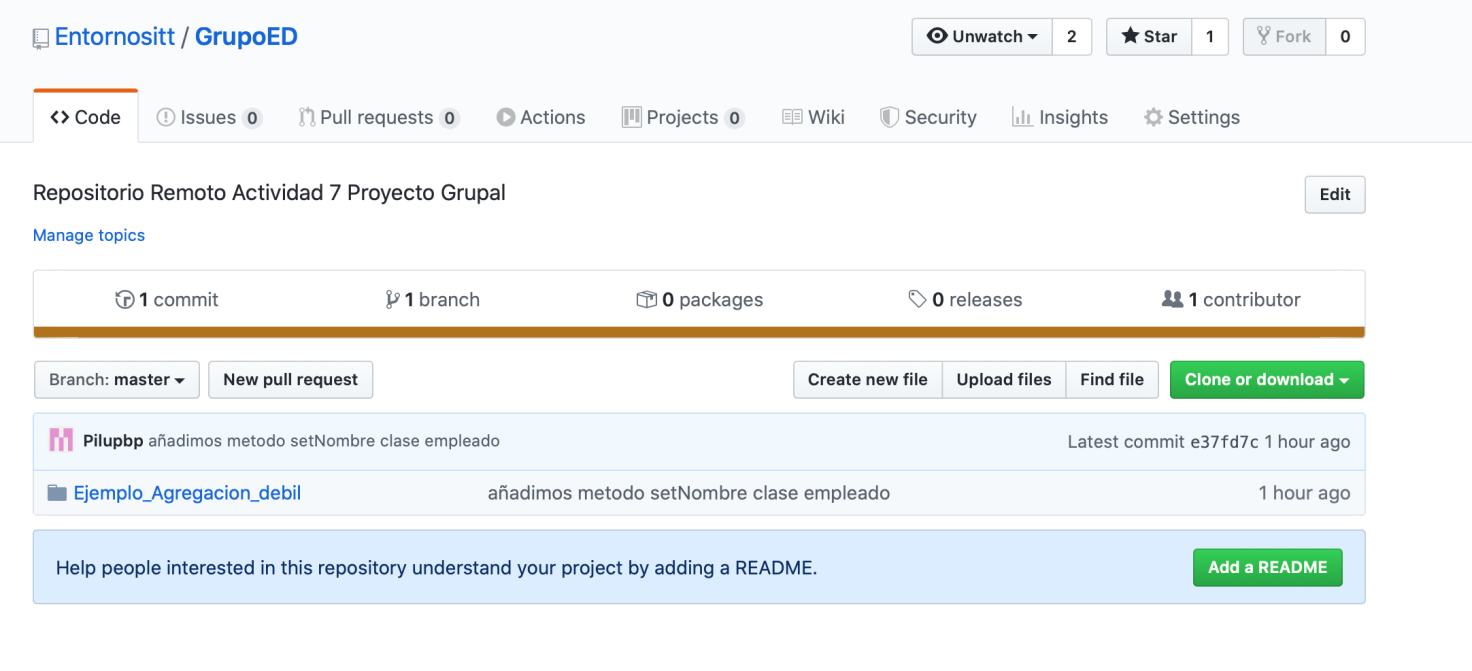 Entornositt / GrupoED
Unwatch 2 Star 1 Fork 0
Code Issues 0 Pull requests 0 Actions Projects 0 Wiki Security Insights Settings
Repositorio Remoto Actividad 7 Proyecto Grupal Edit
Manage topics
1 commit 1 branch 0 packages 0 releases 1 contributor
Branch: master New pull request Create new file Upload files Find file Clone or download
Pilupbp añadimos metodo setNombre clase empleado Latest commit e37fd7c 1 hour ago
Ejemplo_Agregacion_debil añadimos metodo setNombre clase empleado 1 hour ago
Help people interested in this repository understand your project by adding a README. Add a README